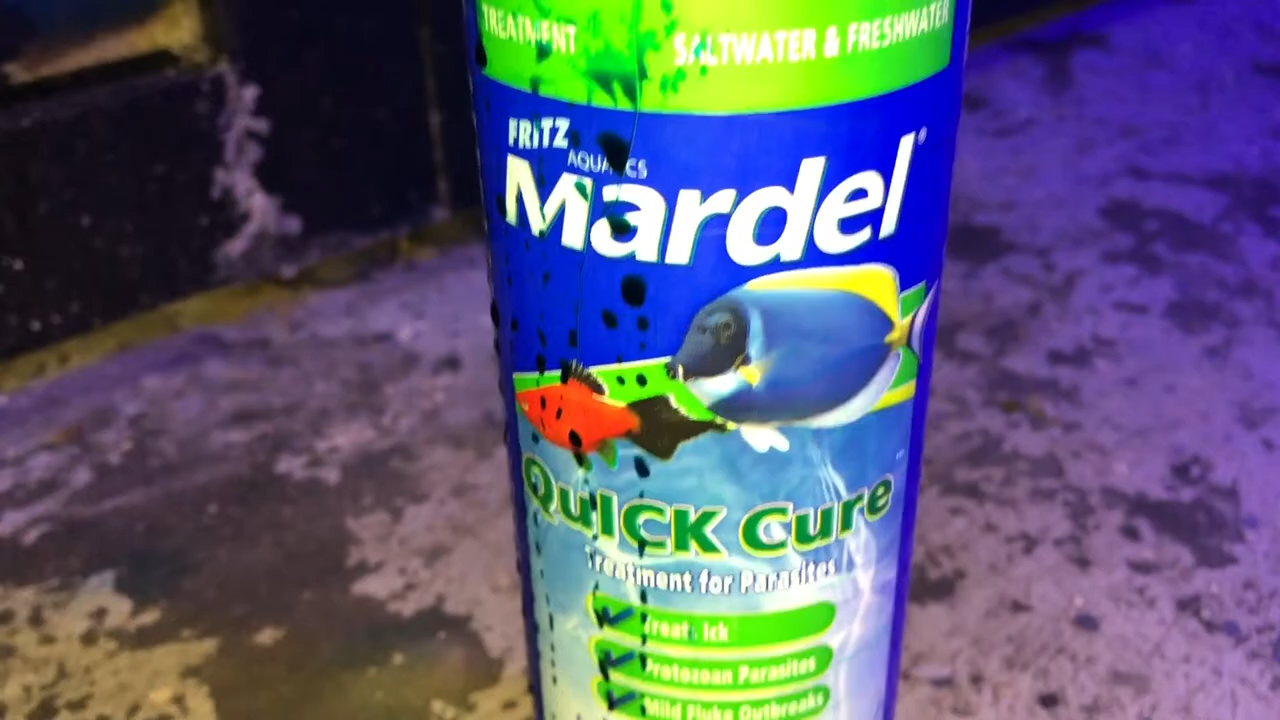 TREATMENT
SALTWATER & FRESHWATER
FRITZ
AQUATICS
Mardel®
QuICK Cure
Treatment for Parasites
Treats Ick
Protozoan Parasites
Mild Fluke Outbreaks